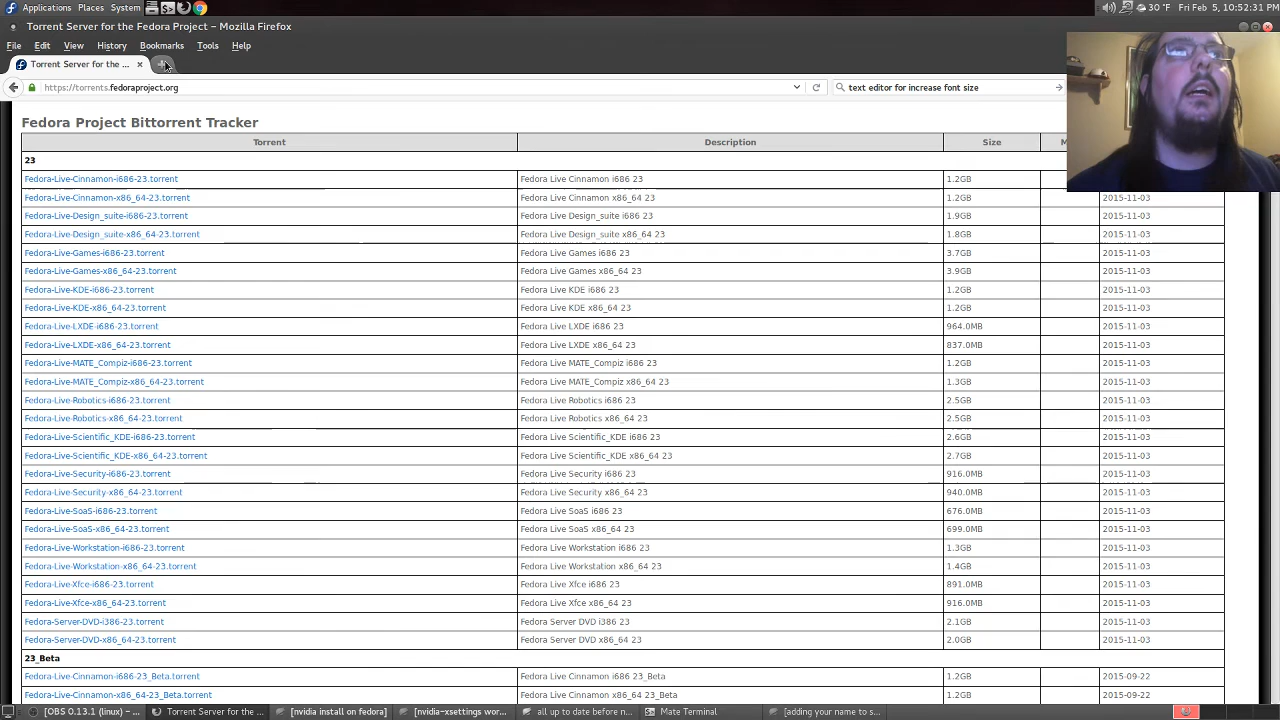 Applications Places System 30 °F Fri Feb 5, 10:52:31 PM
Torrent Server for the Fedora Project - Mozilla Firefox
File Edit View History Bookmarks Tools Help
Torrent Server for the ...
https://torrents.fedoraproject.org text editor for increase font size
Fedora Project Bittorrent Tracker
Torrent Description Size M
23
Fedora-Live-Cinnamon-i686-23.torrent Fedora Live Cinnamon i686 23 1.2GB
Fedora-Live-Cinnamon-x86_64-23.torrent Fedora Live Cinnamon x86_64 23 1.2GB 2015-11-03
Fedora-Live-Design_suite-i686-23.torrent Fedora Live Design_suite i686 23 1.9GB 2015-11-03
Fedora-Live-Design_suite-x86_64-23.torrent Fedora Live Design_suite x86_64 23 1.8GB 2015-11-03
Fedora-Live-Games-i686-23.torrent Fedora Live Games i686 23 3.7GB 2015-11-03
Fedora-Live-Games-x86_64-23.torrent Fedora Live Games x86_64 23 3.9GB 2015-11-03
Fedora-Live-KDE-i686-23.torrent Fedora Live KDE i686 23 1.2GB 2015-11-03
Fedora-Live-KDE-x86_64-23.torrent Fedora Live KDE x86_64 23 1.2GB 2015-11-03
Fedora-Live-LXDE-i686-23.torrent Fedora Live LXDE i686 23 964.0MB 2015-11-03
Fedora-Live-LXDE-x86_64-23.torrent Fedora Live LXDE x86_64 23 837.0MB 2015-11-03
Fedora-Live-MATE_Compiz-i686-23.torrent Fedora Live MATE_Compiz i686 23 1.2GB 2015-11-03
Fedora-Live-MATE_Compiz-x86_64-23.torrent Fedora Live MATE_Compiz x86_64 23 1.3GB 2015-11-03
Fedora-Live-Robotics-i686-23.torrent Fedora Live Robotics i686 23 2.5GB 2015-11-03
Fedora-Live-Robotics-x86_64-23.torrent Fedora Live Robotics x86_64 23 2.5GB 2015-11-03
Fedora-Live-Scientific_KDE-i686-23.torrent Fedora Live Scientific_KDE i686 23 2.6GB 2015-11-03
Fedora-Live-Scientific_KDE-x86_64-23.torrent Fedora Live Scientific_KDE x86_64 23 2.7GB 2015-11-03
Fedora-Live-Security-i686-23.torrent Fedora Live Security i686 23 916.0MB 2015-11-03
Fedora-Live-Security-x86_64-23.torrent Fedora Live Security x86_64 23 940.0MB 2015-11-03
Fedora-Live-SoaS-i686-23.torrent Fedora Live SoaS i686 23 676.0MB 2015-11-03
Fedora-Live-SoaS-x86_64-23.torrent Fedora Live SoaS x86_64 23 699.0MB 2015-11-03
Fedora-Live-Workstation-i686-23.torrent Fedora Live Workstation i686 23 1.3GB 2015-11-03
Fedora-Live-Workstation-x86_64-23.torrent Fedora Live Workstation x86_64 23 1.4GB 2015-11-03
Fedora-Live-Xfce-i686-23.torrent Fedora Live Xfce i686 23 891.0MB 2015-11-03
Fedora-Live-Xfce-x86_64-23.torrent Fedora Live Xfce x86_64 23 916.0MB 2015-11-03
Fedora-Server-DVD-i386-23.torrent Fedora Server DVD i386 23 2.1GB 2015-11-03
Fedora-Server-DVD-x86_64-23.torrent Fedora Server DVD x86_64 23 2.0GB 2015-11-03
23_Beta
Fedora-Live-Cinnamon-i686-23_Beta.torrent Fedora Live Cinnamon i686 23_Beta 1.2GB 2015-09-22
Fedora-Live-Cinnamon-x86_64-23_Beta.torrent Fedora Live Cinnamon x86_64 23_Beta 1.2GB 2015-09-22
[OBS 0.13.1 (linux) - ... Torrent Server for the... [nvidia install on fedora] [nvidia-xsettings wor... all up to date before n... Mate Terminal [adding your name to s...